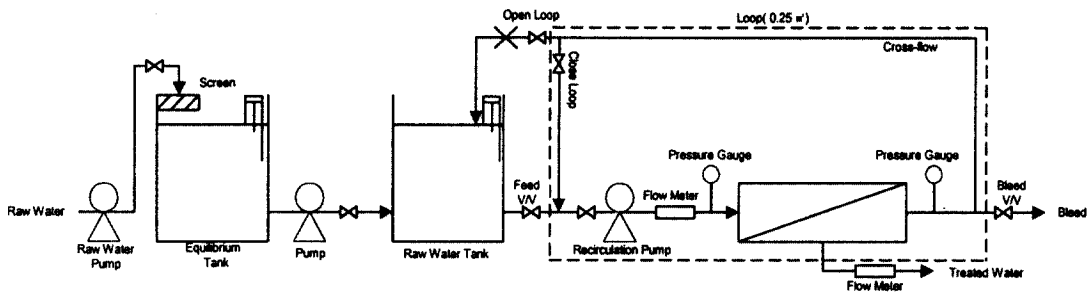 Open Loop
Loop( 0.25 ㎥)
Cross-flow
Close Loop
Screen
Pressure Gauge
Pressure Gauge
Feed
V/V
Flow Meter
Bleed
V/V
Raw Water
Bleed
Raw Water
Pump
Equilibrium
Tank
Pump
Raw Water Tank
Recirculation Pump
Treated Water
Flow Meter